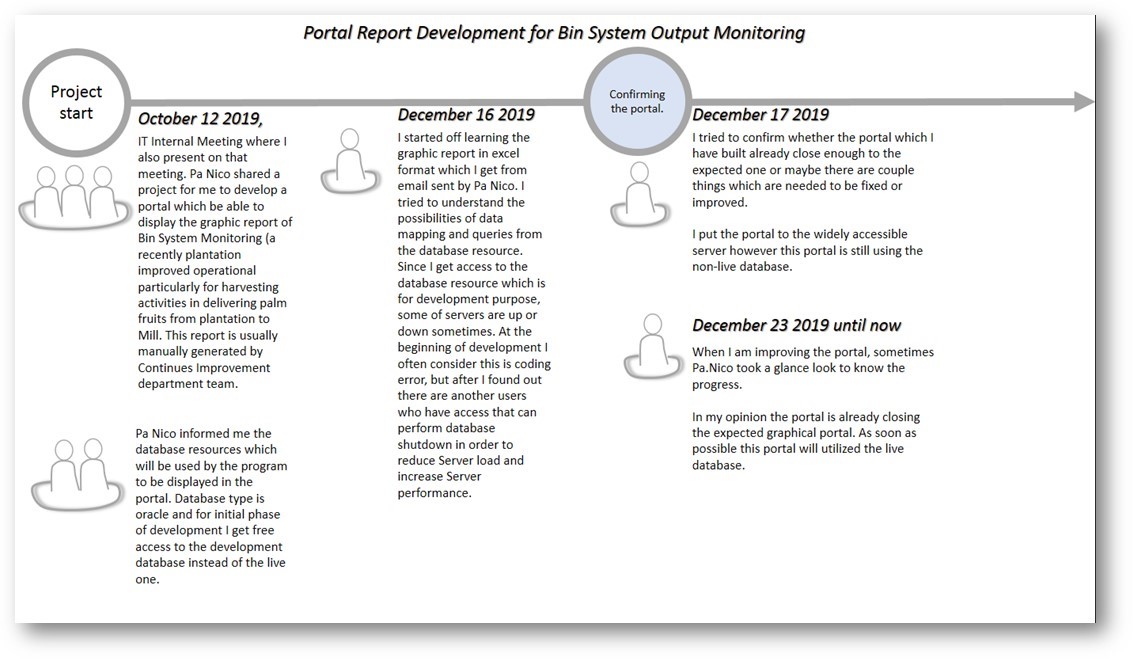 Portal Report Development for Bin System Output Monitoring
Project
start
October 12 2019,
IT Internal Meeting where I
also present on that
meeting. Pa Nico shared a
project for me to develop a
portal which be able to
display the graphic report of
Bin System Monitoring (a
recently plantation
improved operational
particularly for harvesting
activities in delivering palm
fruits from plantation to
Mill. This report is usually
manually generated by
Continues Improvement
department team.
Pa Nico informed me the
database resources which
will be used by the program
to be displayed in the
portal. Database type is
oracle and for initial phase
of development I get free
access to the development
database instead of the live
one.
December 16 2019
I started off learning the
graphic report in excel
format which I get from
email sent by Pa Nico. I
tried to understand the
possibilities of data
mapping and queries from
the database resource.
Since I get access to the
database resource which is
for development purpose,
some of servers are up or
down sometimes. At the
beginning of development I
often consider this is coding
error, but after I found out
there are another users
who have access that can
perform database
shutdown in order to
reduce Server load and
increase Server
performance.
Confirming
the portal.
December 17 2019
I tried to confirm whether the portal which I
have built already close enough to the
expected one or maybe there are couple
things which are needed to be fixed or
improved.
I put the portal to the widely accessible
server however this portal is still using the
non-live database.
December 23 2019 until now
When I am improving the portal, sometimes
Pa.Nico took a glance look to know the
progress.
In my opinion the portal is already closing
the expected graphical portal. As soon as
possible this portal will utilized the live
database.